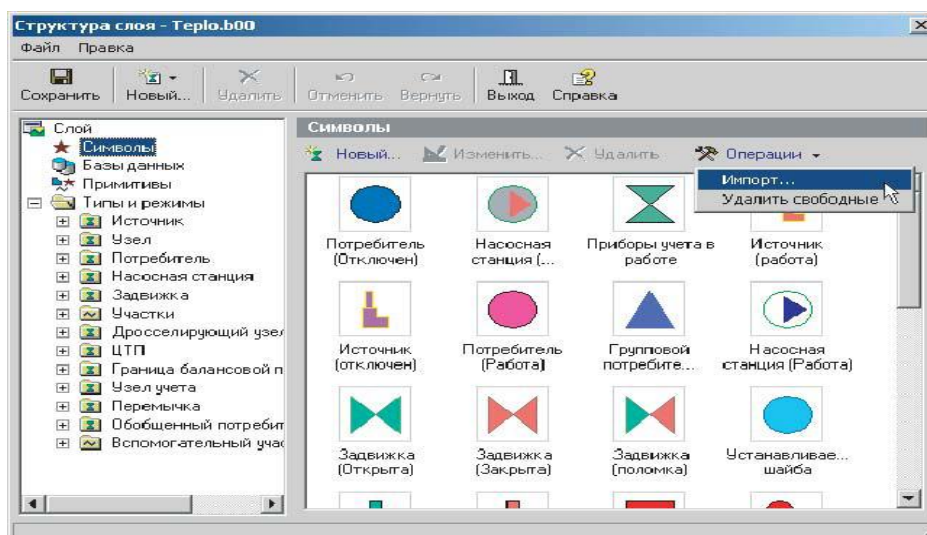 Структура слоя - Teplo.b00
Файл Правка
Сохранить Новый... Удалить Отменить Вернуть Выход Справка
Слой
Символы
Базы данных
Примитивы
Типы и режимы
Источник
Узел
Потребитель
Насосная станция
Задвижка
Участки
Дросселирующий узел
ЦТП
Граница балансовой п
Узел учета
Перемычка
Обобщенный потребит
Вспомогательный учас
Символы
Новый... Изменить... Удалить Операции
Импорт...
Удалить свободные
Потребитель (Отключен)
Насосная станция (...
Приборы учета в работе
Источник (работа)
Источник (отключен)
Потребитель (Работа)
Групповой потребите...
Насосная станция (Работа)
Задвижка (Открыта)
Задвижка (Закрыта)
Задвижка (поломка)
Устанавливае... шайба